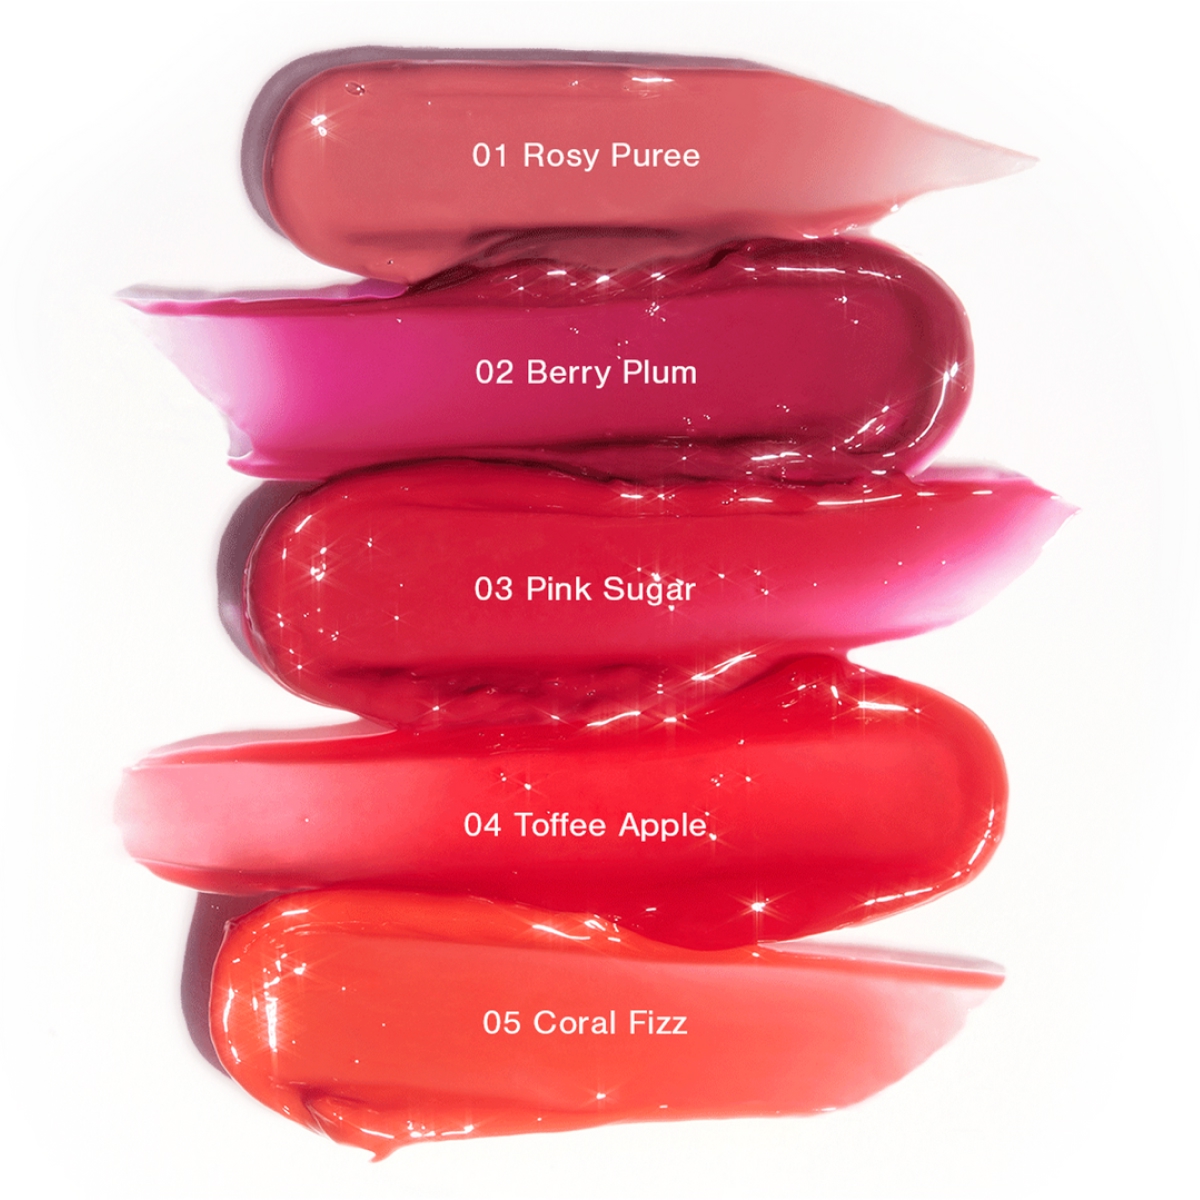 01 Rosy Puree
02 Berry Plum
03 Pink Sugar
04 Toffee Apple
05 Coral Fizz